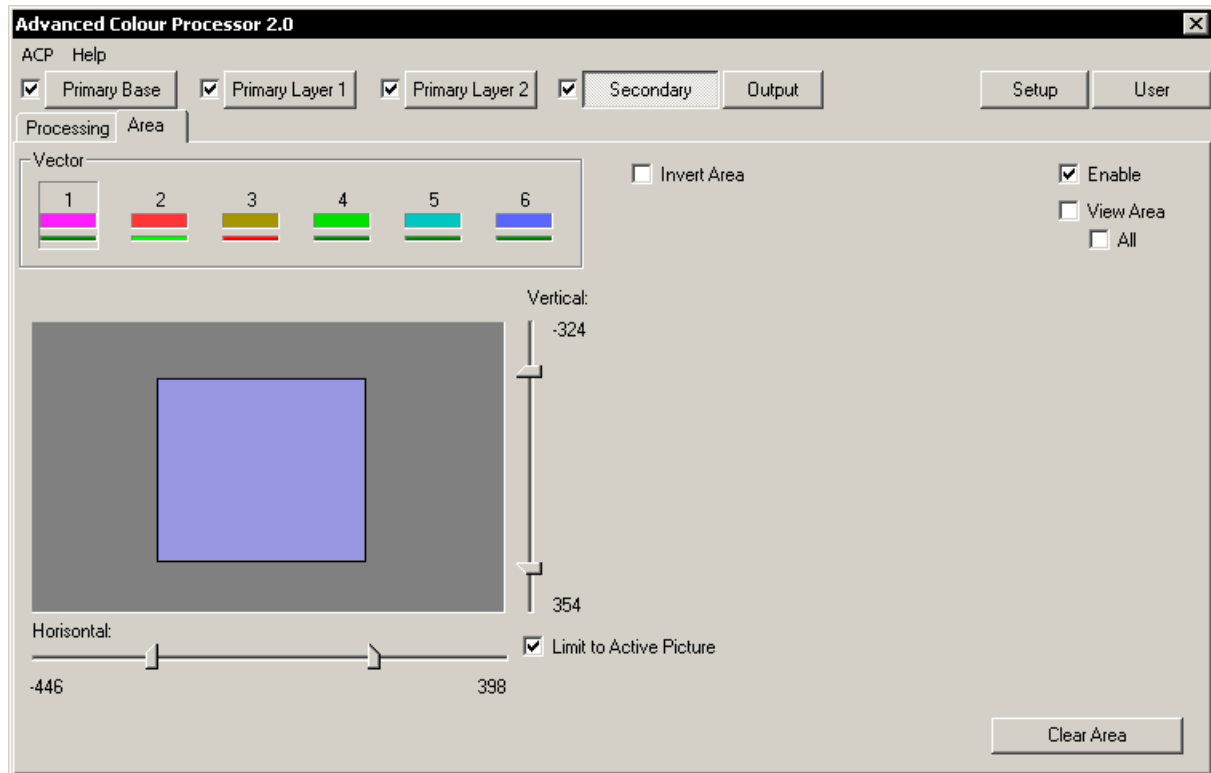 Advanced Colour Processor 2.0
ACP Help
Primary Base Primary Layer 1 Primary Layer 2 Secondary Output Setup User
Processing Area
Vector
1 2 3 4 5 6
Invert Area
Enable
View Area
All
Vertical:
-324
354
Horisontal:
-446 398
Limit to Active Picture
Clear Area